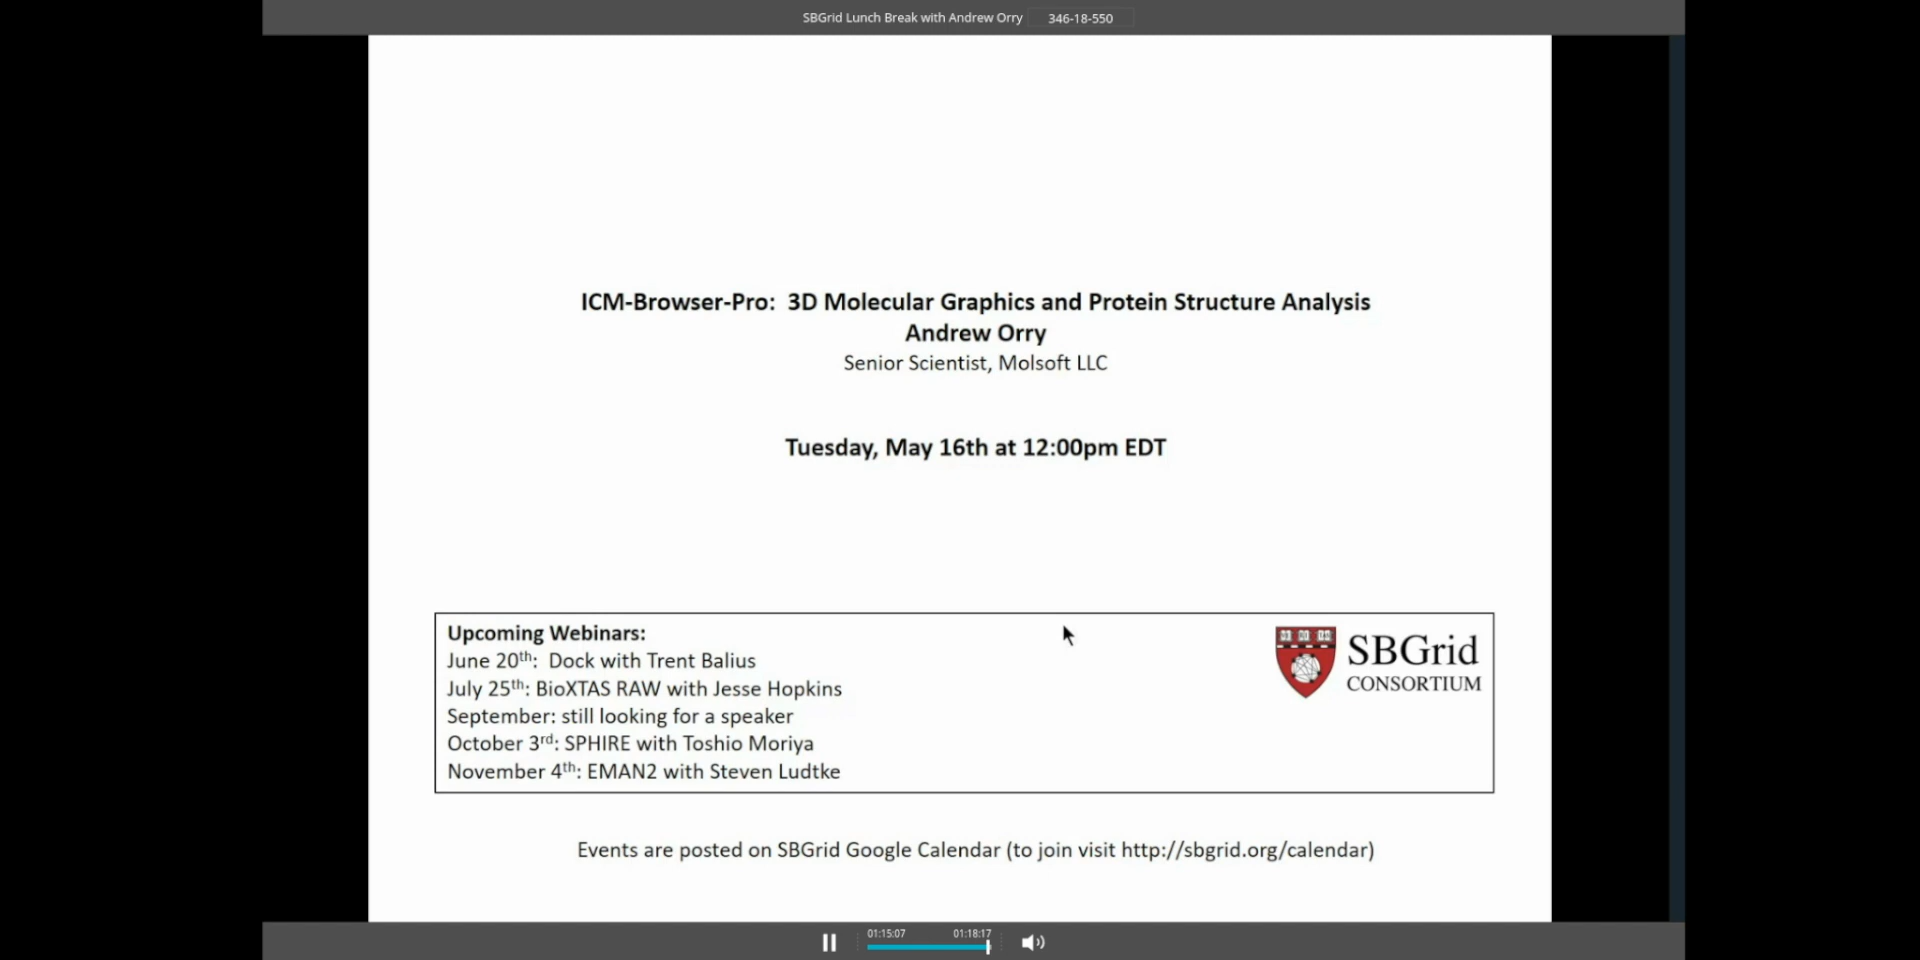 SBGrid Lunch Break with Andrew Orry 346-18-550
ICM-Browser-Pro:  3D Molecular Graphics and Protein Structure Analysis
Andrew Orry
Senior Scientist, Molsoft LLC
Tuesday, May 16th at 12:00pm EDT
Upcoming Webinars:
June 20th:  Dock with Trent Balius
July 25th: BioXTAS RAW with Jesse Hopkins
September: still looking for a speaker
October 3rd: SPHIRE with Toshio Moriya
November 4th: EMAN2 with Steven Ludtke
SBGrid
CONSORTIUM
Events are posted on SBGrid Google Calendar (to join visit http://sbgrid.org/calendar)
01:15:07 01:18:17